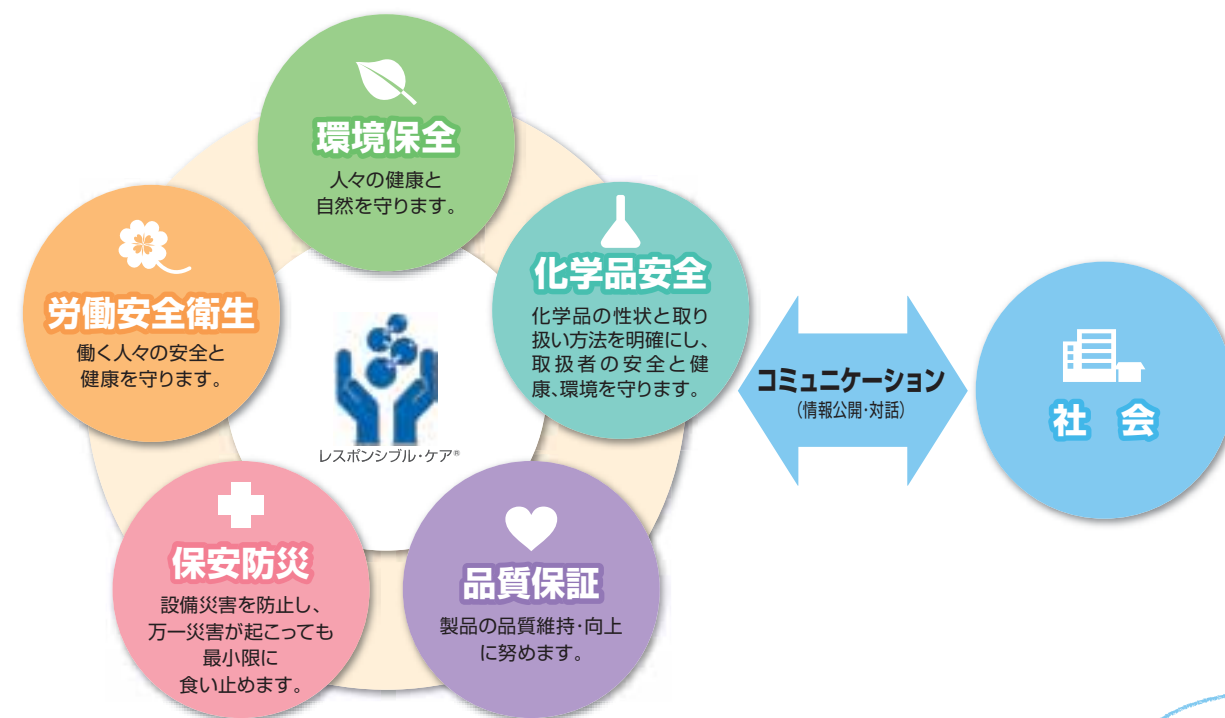 環境保全
人々の健康と
自然を守ります。
化学品安全
化学品の性状と取り
扱い方法を明確にし、
取扱者の安全と健
康、環境を守ります。
労働安全衛生
働く人々の安全と
健康を守ります。
レスポンシブル・ケア®
保安防災
設備災害を防止し、
万一災害が起こっても
最小限に
食い止めます。
品質保証
製品の品質維持・向上
に努めます。
コミュニケーション
(情報公開・対話)
社 会